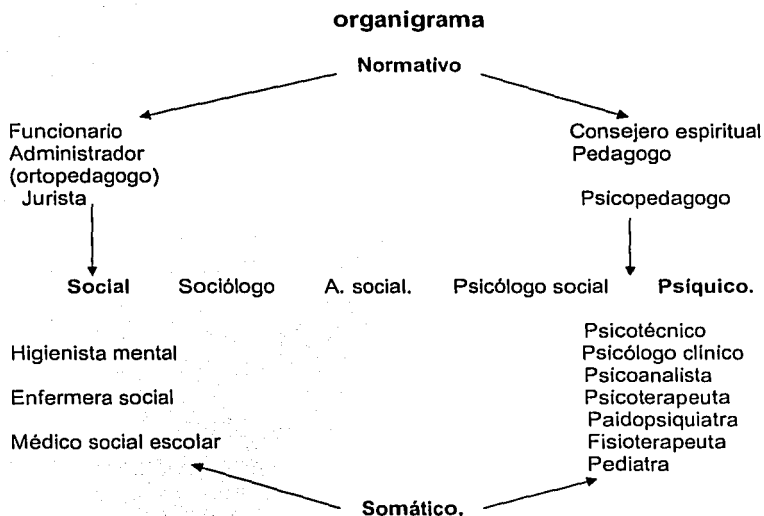 organigrama
Normativo
Funcionario
Administrador
(ortopedagogo)
Jurista
Consejero espiritual
Pedagogo
Psicopedagogo
Social Sociólogo A. social. Psicólogo social Psíquico.
Higienista mental
Enfermera social
Médico social escolar
Psicotécnico
Psicólogo clínico
Psicoanalista
Psicoterapeuta
Paidopsiquiatra
Fisioterapeuta
Pediatra
Somático.